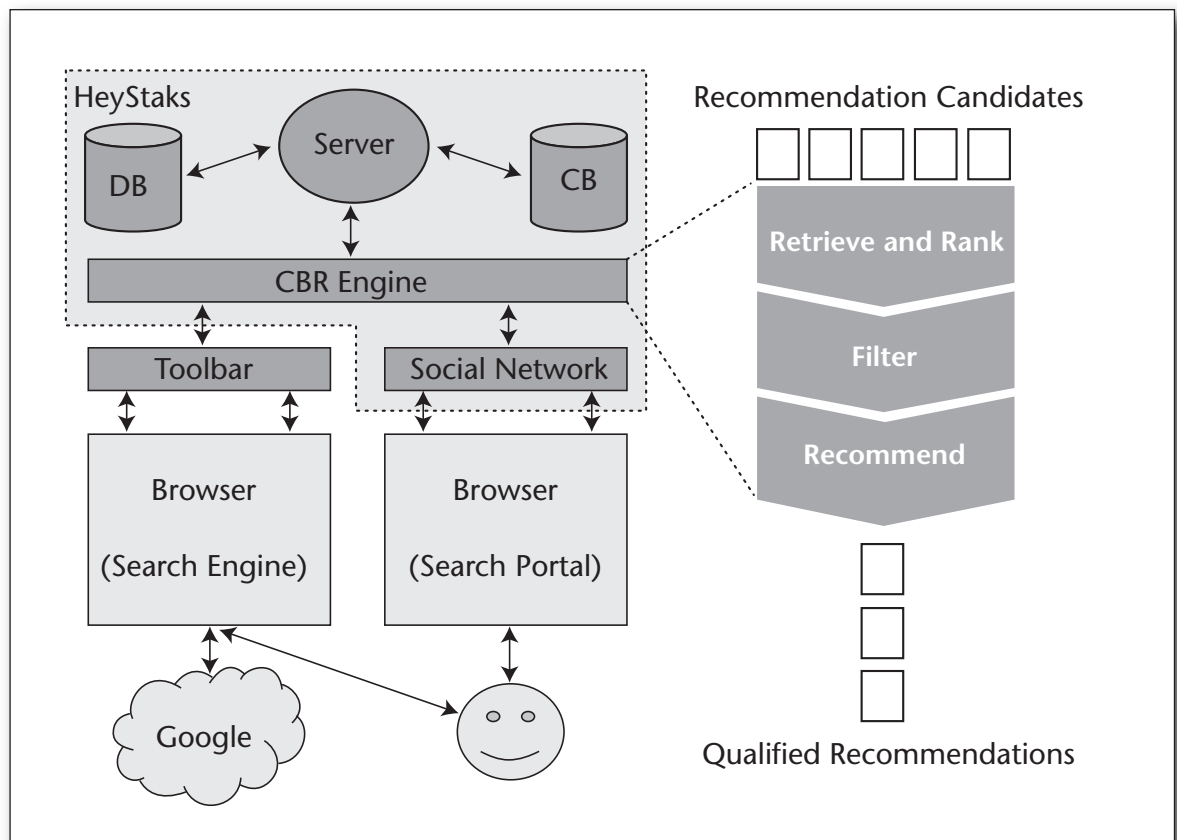 HeyStaks
Server
DB
CB
CBR Engine
Toolbar
Social Network
Browser
(Search Engine)
Browser
(Search Portal)
Google
Recommendation Candidates
Retrieve and Rank
Filter
Recommend
Qualified Recommendations